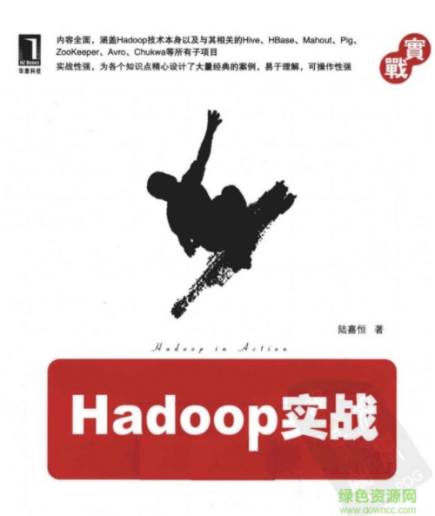 内容全面，涵盖Hadoop技术本身以及与其相关的Hive、HBase、Mahout、Pig、
ZooKeeper、Avro、Chukwa等所有子项目
实战性强，为各个知识点精心设计了大量经典的案例，易于理解，可操作性强
华章科技
實戰
陆嘉恒 著
Hadoop in Action
Hadoop实战
绿色资源网
www.downcc.com